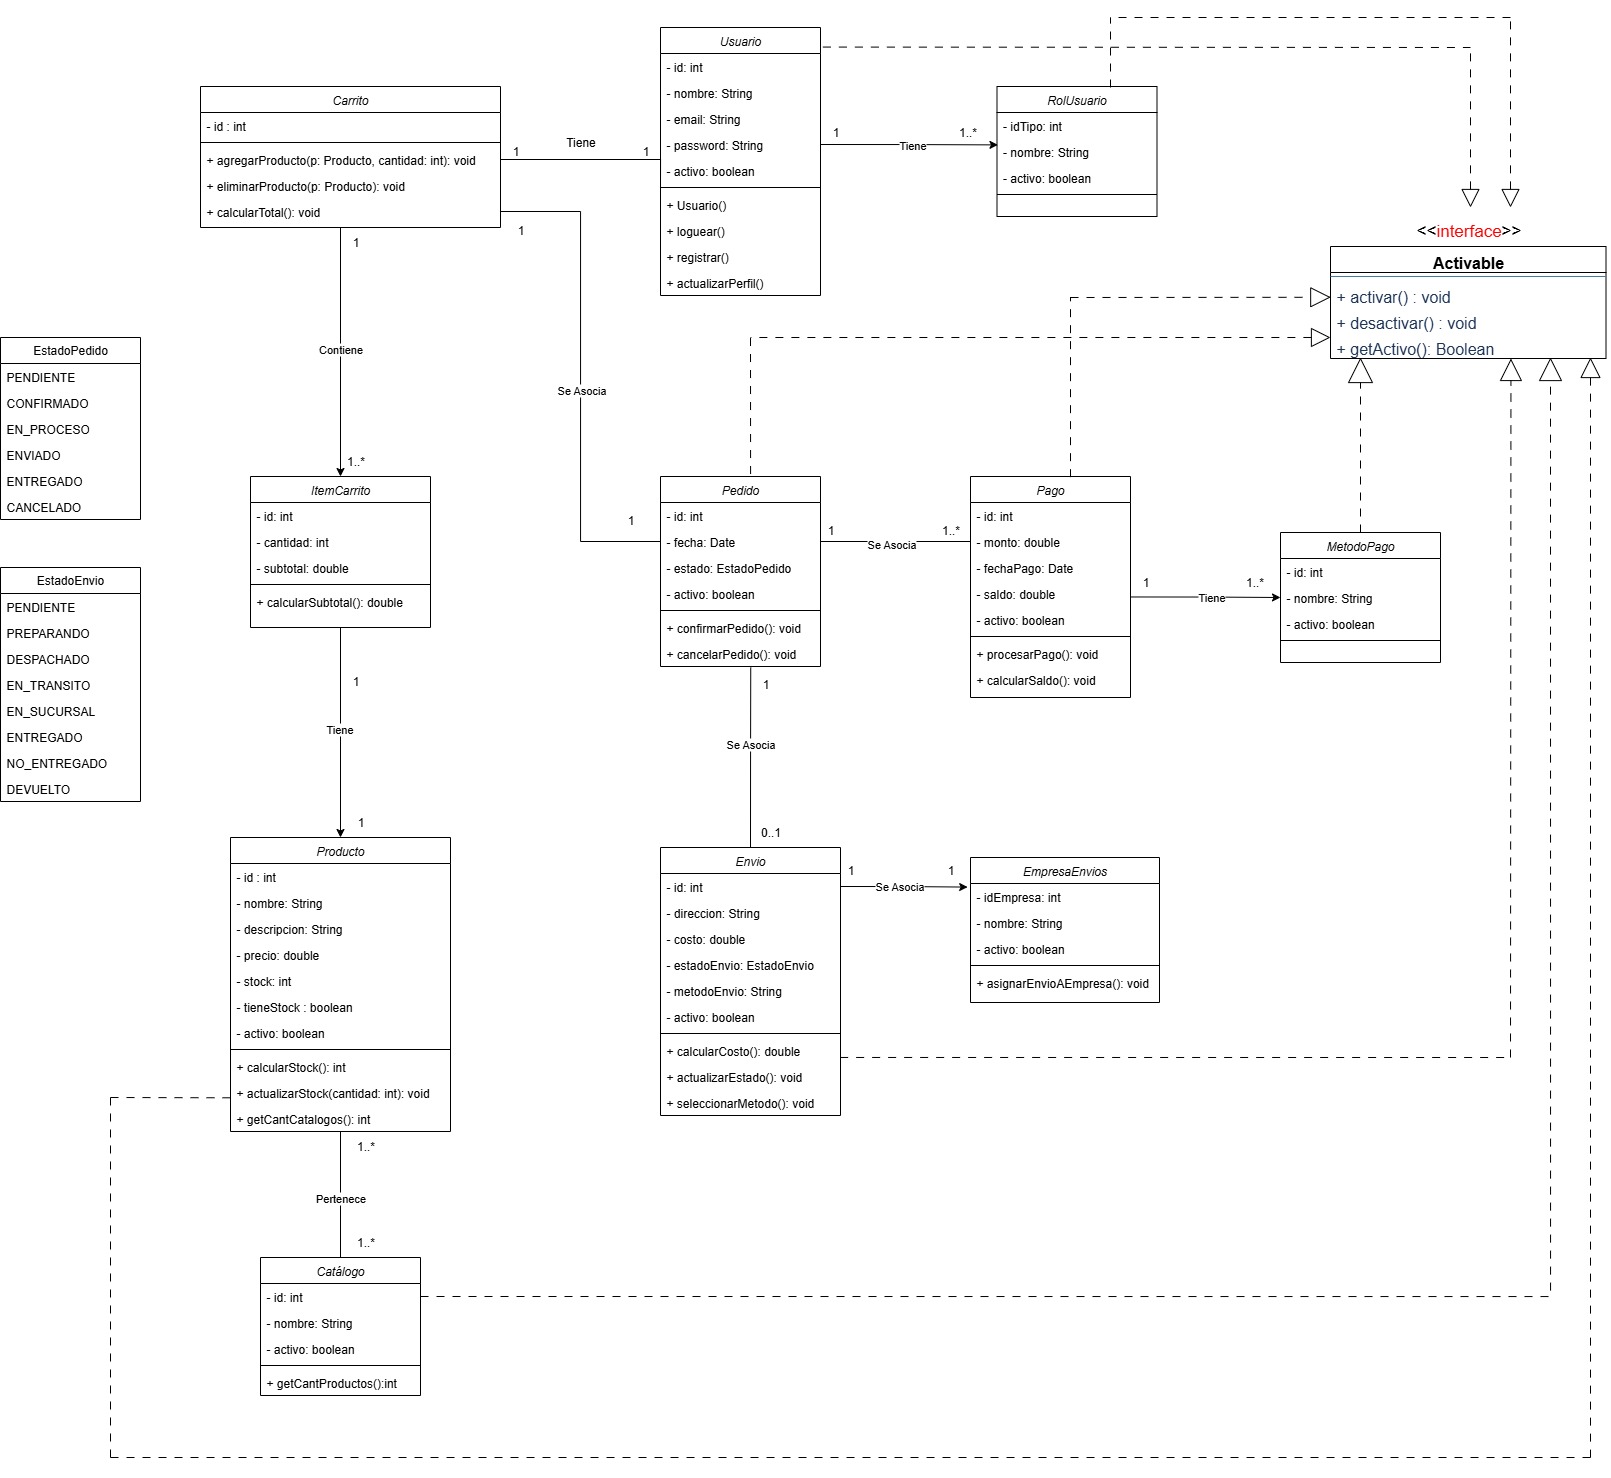 Usuario
- id: int
- nombre: String
- email: String
- password: String
- activo: boolean
+ Usuario()
+ loguear()
+ registrar()
+ actualizarPerfil()
Carrito
- id : int
+ agregarProducto(p: Producto, cantidad: int): void
+ eliminarProducto(p: Producto): void
+ calcularTotal(): void
1
Tiene
1
1
Tiene
1..*
RolUsuario
- idTipo: int
- nombre: String
- activo: boolean
<<interface>>
Activable
+ activar() : void
+ desactivar() : void
+ getActivo(): Boolean
1
Contiene
1..*
1
Se Asocia
1
EstadoPedido
PENDIENTE
CONFIRMADO
EN_PROCESO
ENVIADO
ENTREGADO
CANCELADO
EstadoEnvio
PENDIENTE
PREPARANDO
DESPACHADO
EN_TRANSITO
EN_SUCURSAL
ENTREGADO
NO_ENTREGADO
DEVUELTO
ItemCarrito
- id: int
- cantidad: int
- subtotal: double
+ calcularSubtotal(): double
Pedido
- id: int
- fecha: Date
- estado: EstadoPedido
- activo: boolean
+ confirmarPedido(): void
+ cancelarPedido(): void
1
Se Asocia
1..*
Pago
- id: int
- monto: double
- fechaPago: Date
- saldo: double
- activo: boolean
+ procesarPago(): void
+ calcularSaldo(): void
1
Tiene
1..*
MetodoPago
- id: int
- nombre: String
- activo: boolean
1
Tiene
1
1
Se Asocia
0..1
Producto
- id : int
- nombre: String
- descripcion: String
- precio: double
- stock: int
- tieneStock : boolean
- activo: boolean
+ calcularStock(): int
+ actualizarStock(cantidad: int): void
+ getCantCatalogos(): int
Envio
- id: int
- direccion: String
- costo: double
- estadoEnvio: EstadoEnvio
- metodoEnvio: String
- activo: boolean
+ calcularCosto(): double
+ actualizarEstado(): void
+ seleccionarMetodo(): void
1
Se Asocia
1
EmpresaEnvios
- idEmpresa: int
- nombre: String
- activo: boolean
+ asignarEnvioAEmpresa(): void
1..*
Pertenece
1..*
Catálogo
- id: int
- nombre: String
- activo: boolean
+ getCantProductos():int